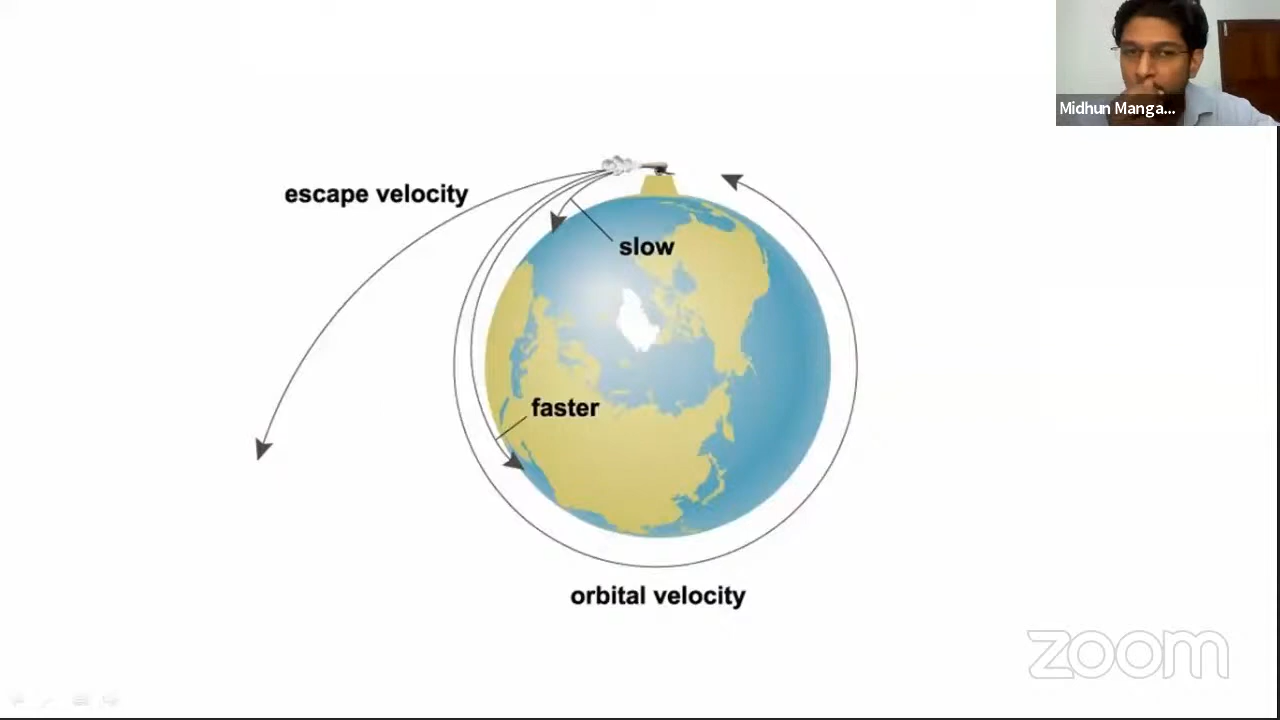 Midhun Manga...
escape velocity
slow
faster
orbital velocity
zoom